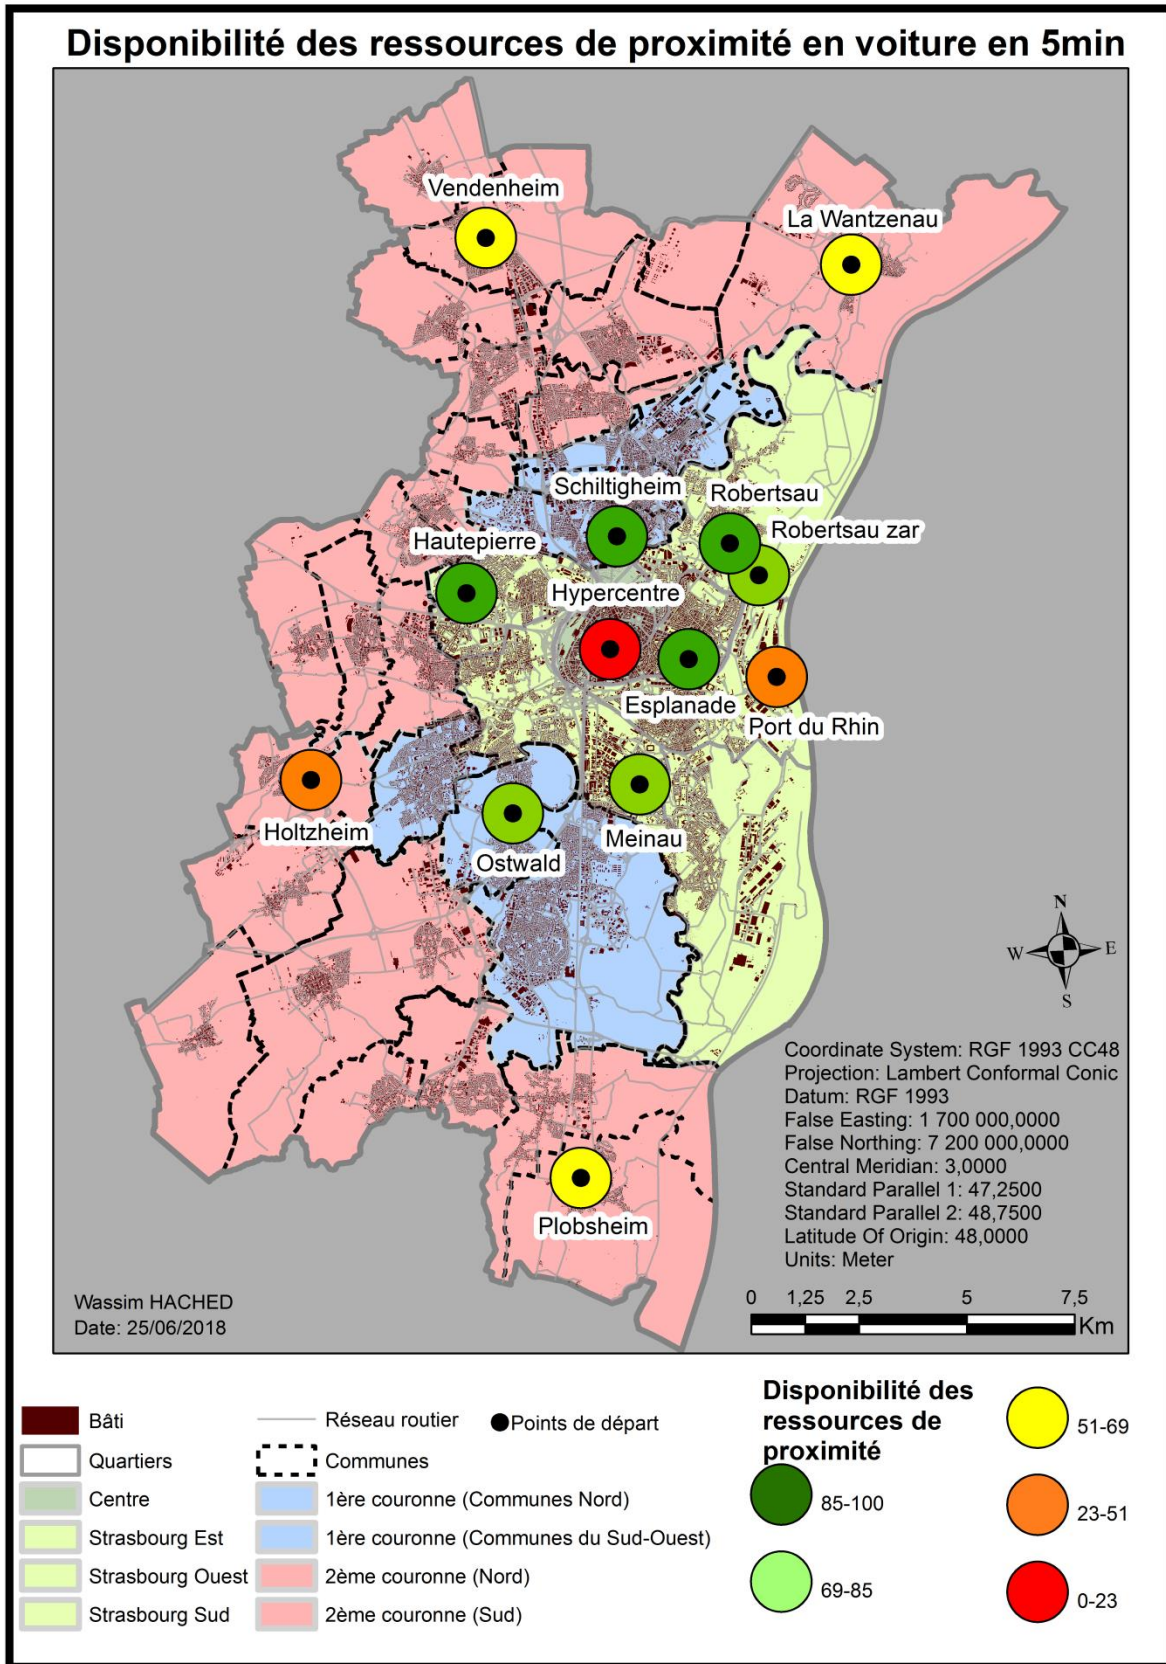 Disponibilité des ressources de proximité en voiture en 5min
Vendenheim
La Wantzenau
Schiltigheim
Robertsau
Hautepierre
Robertsau zar
Hypercentre
Esplanade
Port du Rhin
Holtzheim
Ostwald
Meinau
Plobsheim
N
W
E
S
Coordinate System: RGF 1993 CC48
Projection: Lambert Conformal Conic
Datum: RGF 1993
False Easting: 1 700 000,0000
False Northing: 7 200 000,0000
Central Meridian: 3,0000
Standard Parallel 1: 47,2500
Standard Parallel 2: 48,7500
Latitude Of Origin: 48,0000
Units: Meter
Wassim HACHED
Date: 25/06/2018
0 1,25 2,5 5 7,5
Km
Bâti
Quartiers
Centre
Strasbourg Est
Strasbourg Ouest
Strasbourg Sud
Réseau routier
Points de départ
Communes
1ère couronne (Communes Nord)
1ère couronne (Communes du Sud-Ouest)
2ème couronne (Nord)
2ème couronne (Sud)
Disponibilité des
ressources de
proximité
85-100
69-85
51-69
23-51
0-23